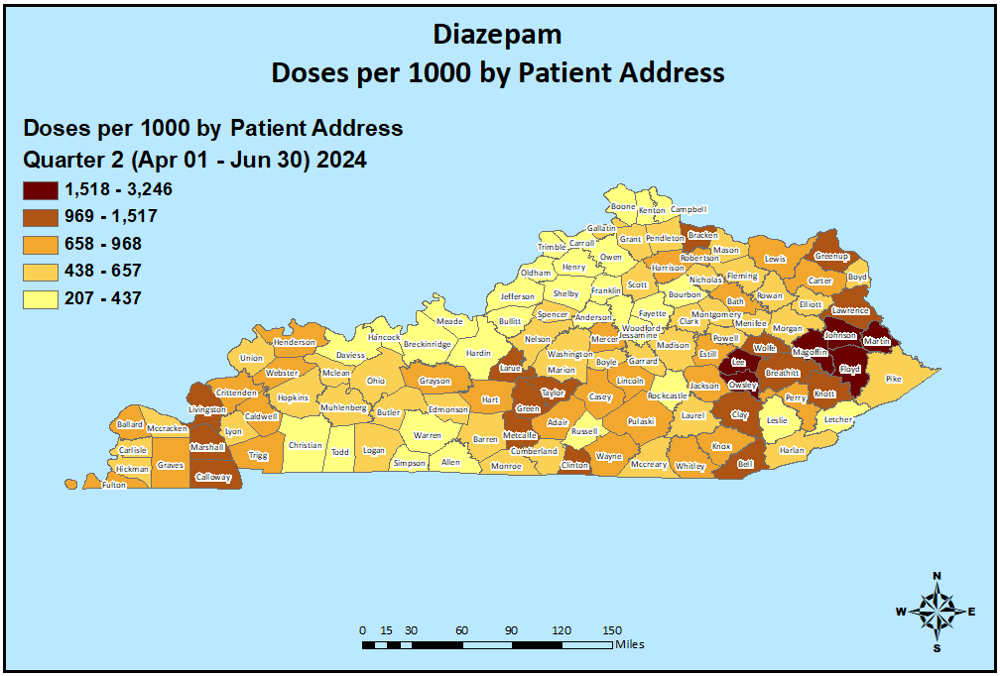 Diazepam
Doses per 1000 by Patient Address
Doses per 1000 by Patient Address
Quarter 2 (Apr 01 - Jun 30) 2024
1,518 - 3,246
969 - 1,517
658 - 968
438 - 657
207 - 437
Boone
Kenton
Campbell
Gallatin
Grant
Pendleton
Bracken
Trimble
Carroll
Owen
Robertson
Mason
Lewis
Greenup
Oldham
Henry
Harrison
Nicholas
Fleming
Carter
Boyd
Jefferson
Shelby
Franklin
Scott
Bourbon
Bath
Rowan
Elliott
Lawrence
Meade
Bullitt
Spencer
Anderson
Woodford
Fayette
Jessamine
Clark
Montgomery
Menifee
Morgan
Johnson
Martin
Hancock
Breckinridge
Hardin
Nelson
Washington
Mercer
Madison
Powell
Estill
Wolfe
Magoffin
Henderson
Daviess
Union
Webster
Mclean
Ohio
Grayson
Larue
Marion
Boyle
Garrard
Lee
Owsley
Breathitt
Floyd
Pike
Crittenden
Hopkins
Muhlenberg
Butler
Edmonson
Hart
Green
Taylor
Casey
Lincoln
Rockcastle
Jackson
Perry
Knott
Livingston
Caldwell
Lyon
Ballard
Mccracken
Marshall
Trigg
Christian
Todd
Logan
Warren
Simpson
Allen
Barren
Metcalfe
Adair
Russell
Pulaski
Laurel
Clay
Leslie
Letcher
Carlisle
Hickman
Graves
Calloway
Fulton
Monroe
Cumberland
Clinton
Wayne
Mccreary
Whitley
Knox
Bell
Harlan
N
W
E
S
0 15 30 60 90 120 150
Miles